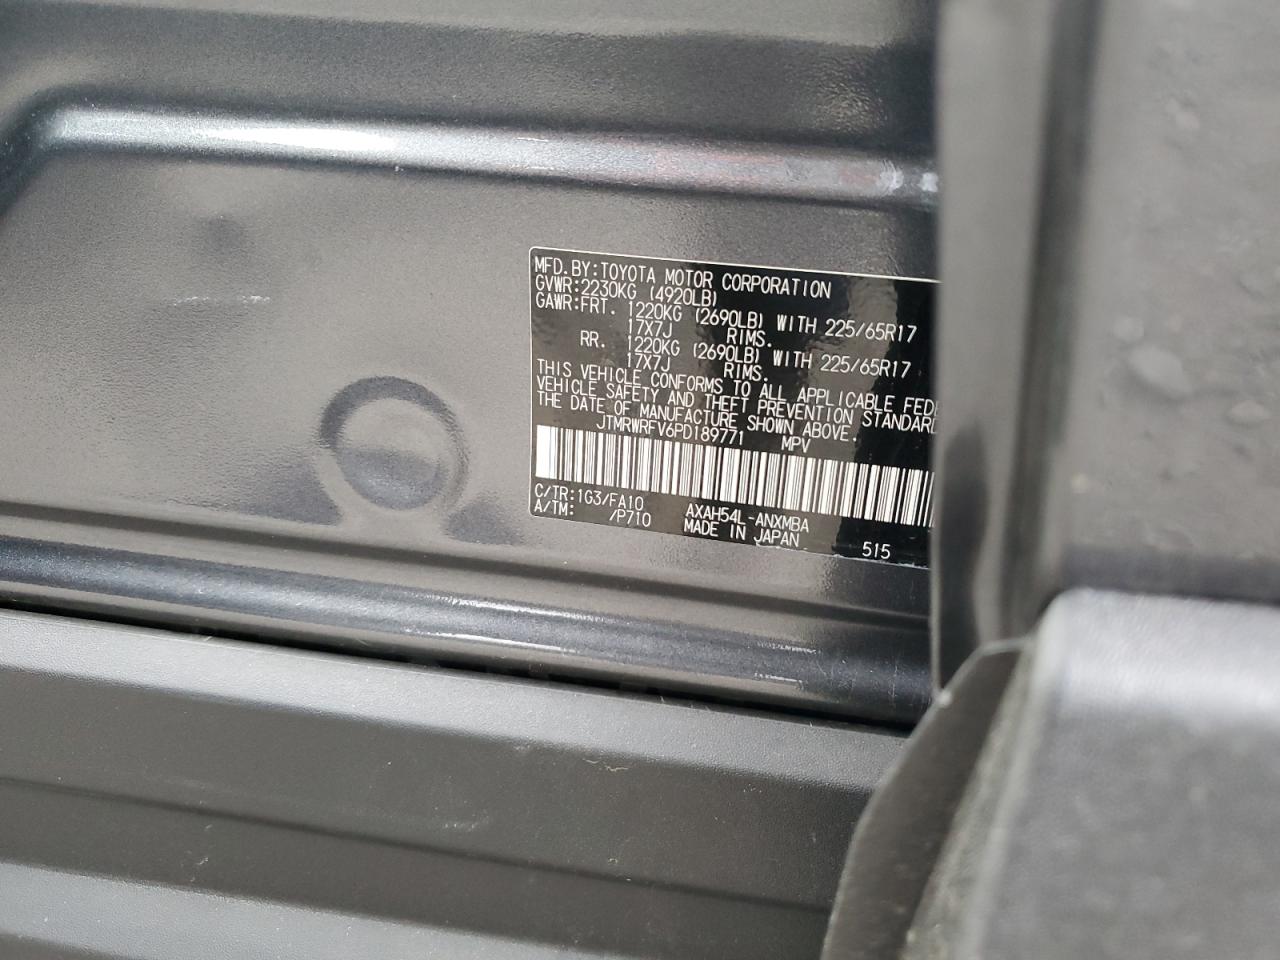 MFD. BY: TOYOTA MOTOR CORPORATION
GVWR: 2230KG (4920LB)
GAWR: FRT. 1220KG (2690LB) WITH 225/65R17
17X7J RIMS.
RR. 1220KG (2690LB) WITH 225/65R17
17X7J RIMS.
THIS VEHICLE CONFORMS TO ALL APPLICABLE FEDE
VEHICLE SAFETY AND THEFT PREVENTION STANDARD
THE DATE OF MANUFACTURE SHOWN ABOVE.
JTMRWRFV6PD189771 MPV
C/TR: 1G3/FA10 AXAH54L-ANXMBA
A/TM: /P710 MADE IN JAPAN 515